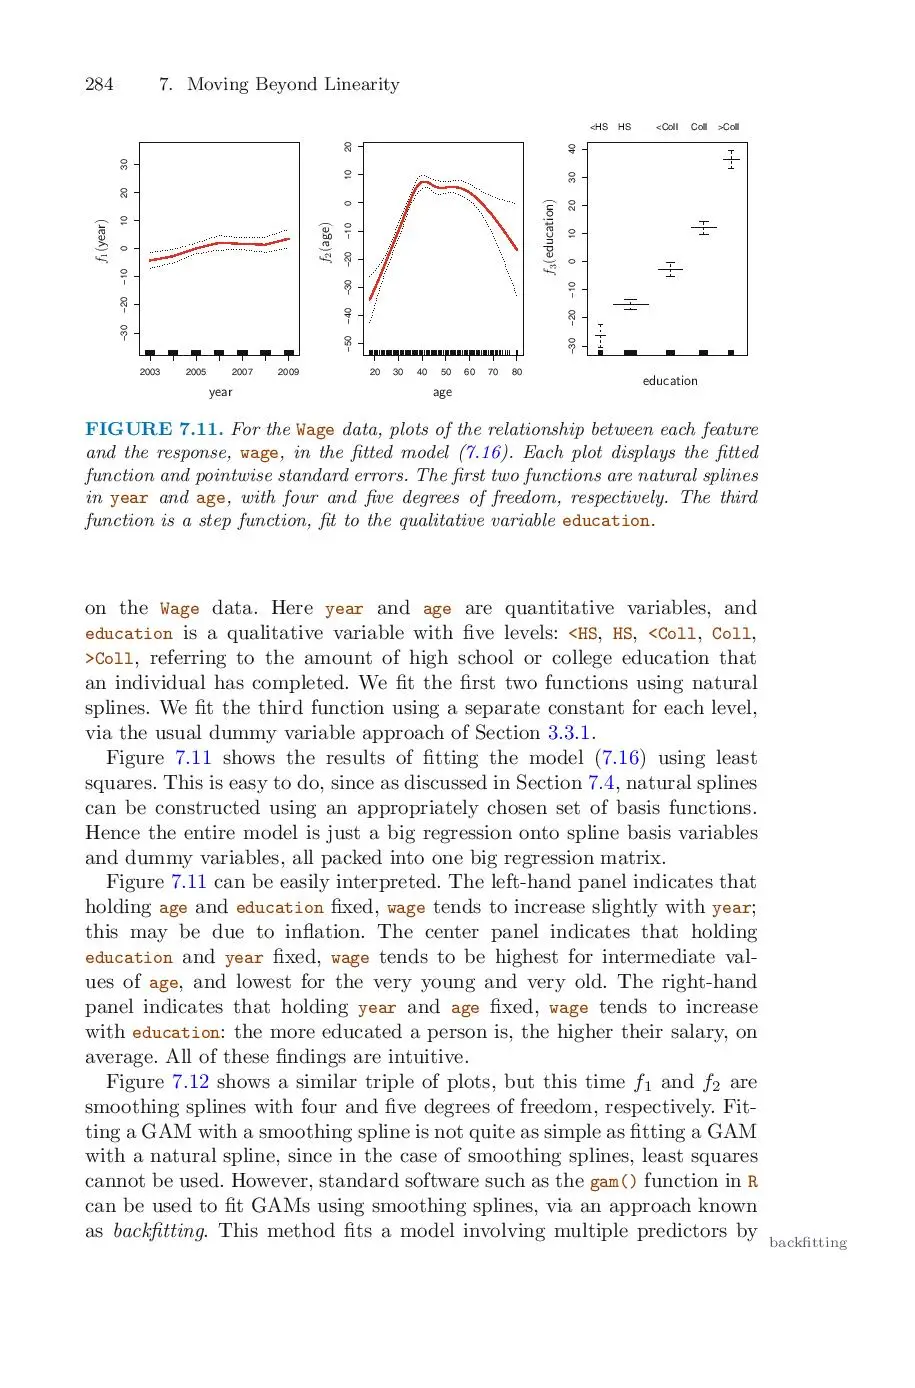 284 7. Moving Beyond Linearity
<HS HS <Coll Coll >Coll
f1(year)
−30 −20 −10 0 10 20 30
2003 2005 2007 2009
year
f2(age)
−50 −40 −30 −20 −10 0 10 20
20 30 40 50 60 70 80
age
f3(education)
−30 −20 −10 0 10 20 30 40
education
FIGURE 7.11. For the Wage data, plots of the relationship between each feature
and the response, wage, in the fitted model (7.16). Each plot displays the fitted
function and pointwise standard errors. The first two functions are natural splines
in year and age, with four and five degrees of freedom, respectively. The third
function is a step function, fit to the qualitative variable education.
on the Wage data. Here year and age are quantitative variables, and
education is a qualitative variable with five levels: <HS, HS, <Coll, Coll,
>Coll, referring to the amount of high school or college education that
an individual has completed. We fit the first two functions using natural
splines. We fit the third function using a separate constant for each level,
via the usual dummy variable approach of Section 3.3.1.
Figure 7.11 shows the results of fitting the model (7.16) using least
squares. This is easy to do, since as discussed in Section 7.4, natural splines
can be constructed using an appropriately chosen set of basis functions.
Hence the entire model is just a big regression onto spline basis variables
and dummy variables, all packed into one big regression matrix.
Figure 7.11 can be easily interpreted. The left-hand panel indicates that
holding age and education fixed, wage tends to increase slightly with year;
this may be due to inflation. The center panel indicates that holding
education and year fixed, wage tends to be highest for intermediate val-
ues of age, and lowest for the very young and very old. The right-hand
panel indicates that holding year and age fixed, wage tends to increase
with education: the more educated a person is, the higher their salary, on
average. All of these findings are intuitive.
Figure 7.12 shows a similar triple of plots, but this time f1 and f2 are
smoothing splines with four and five degrees of freedom, respectively. Fit-
ting a GAM with a smoothing spline is not quite as simple as fitting a GAM
with a natural spline, since in the case of smoothing splines, least squares
cannot be used. However, standard software such as the gam() function in R
can be used to fit GAMs using smoothing splines, via an approach known
as backfitting. This method fits a model involving multiple predictors by
backfitting